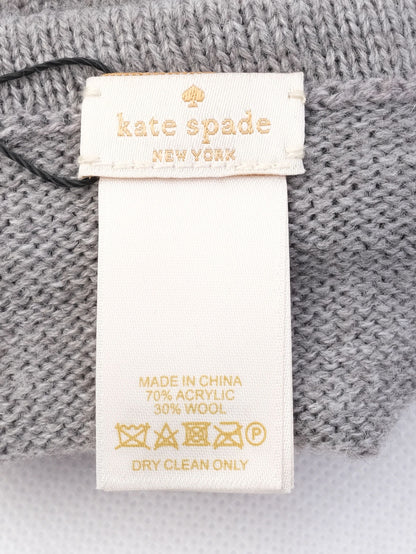 kate spade
NEW YORK
MADE IN CHINA
70% ACRYLIC
30% WOOL
P
DRY CLEAN ONLY